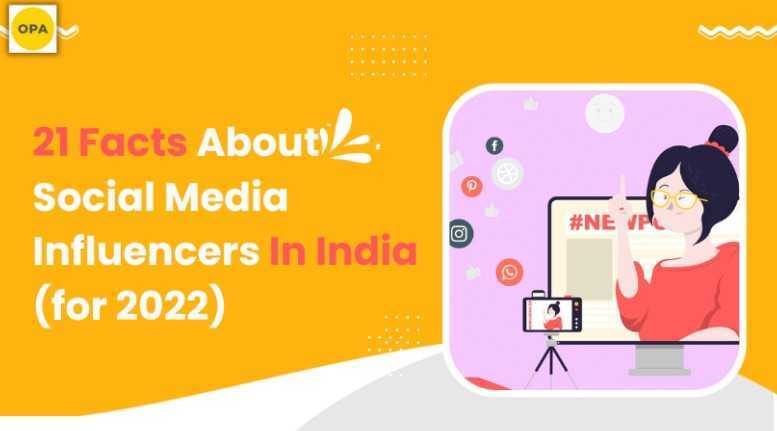 OPA
21 Facts About
Social Media
Influencers In India
(for 2022)